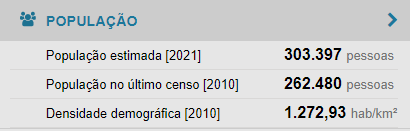 POPULAÇÃO
População estimada [2021] 303.397 pessoas
População no último censo [2010] 262.480 pessoas
Densidade demográfica [2010] 1.272,93 hab/km²